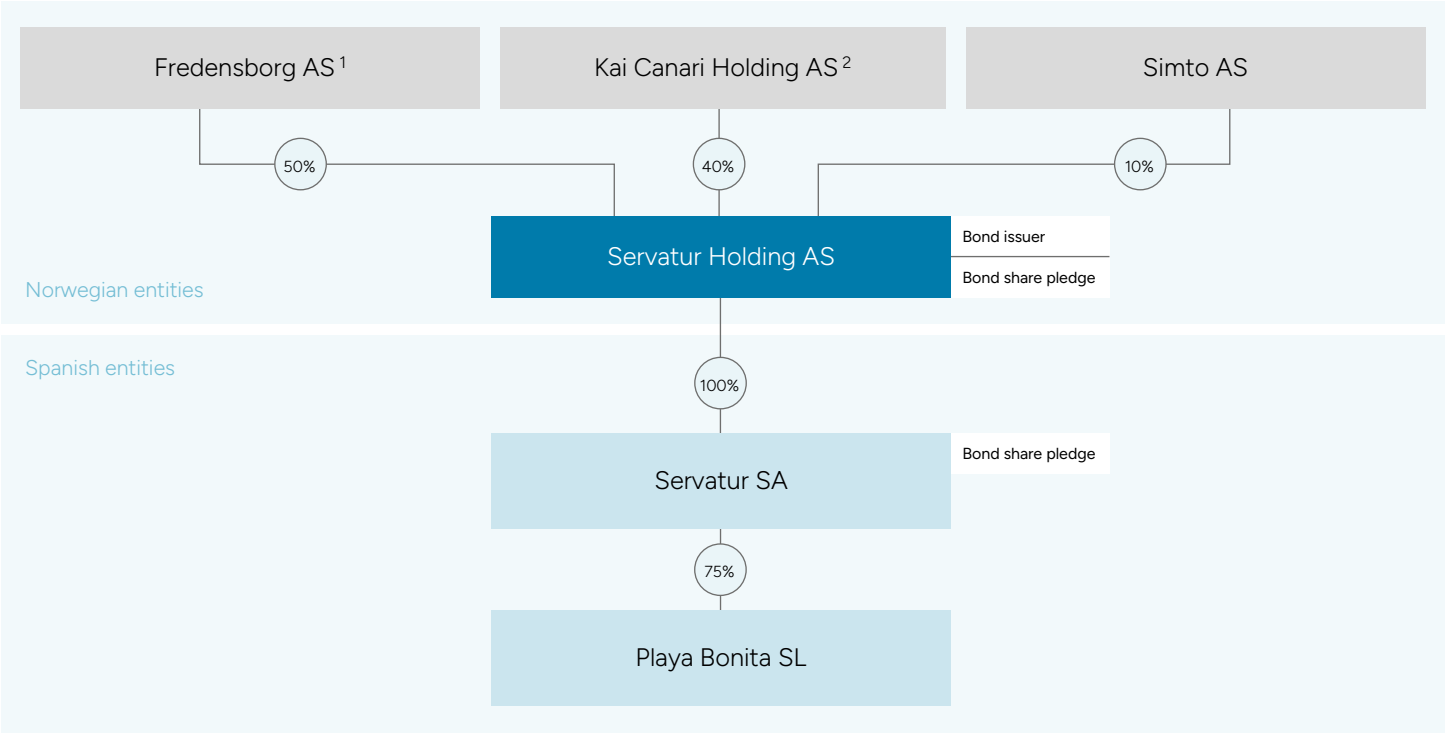 Fredensborg AS 1
Kai Canari Holding AS 2
Simto AS
50%
40%
10%
Servatur Holding AS
Bond issuer
Bond share pledge
Norwegian entities
Spanish entities
100%
Servatur SA
Bond share pledge
75%
Playa Bonita SL